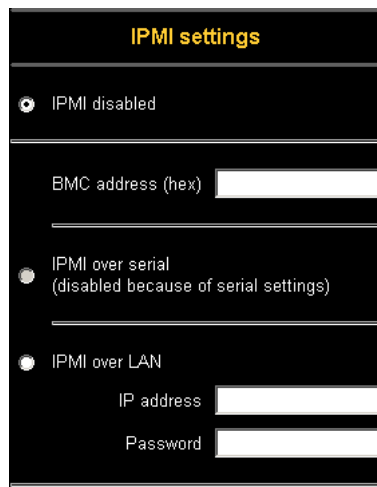 IPMI settings
IPMI disabled
BMC address (hex)
IPMI over serial
(disabled because of serial settings)
IPMI over LAN
IP address
Password